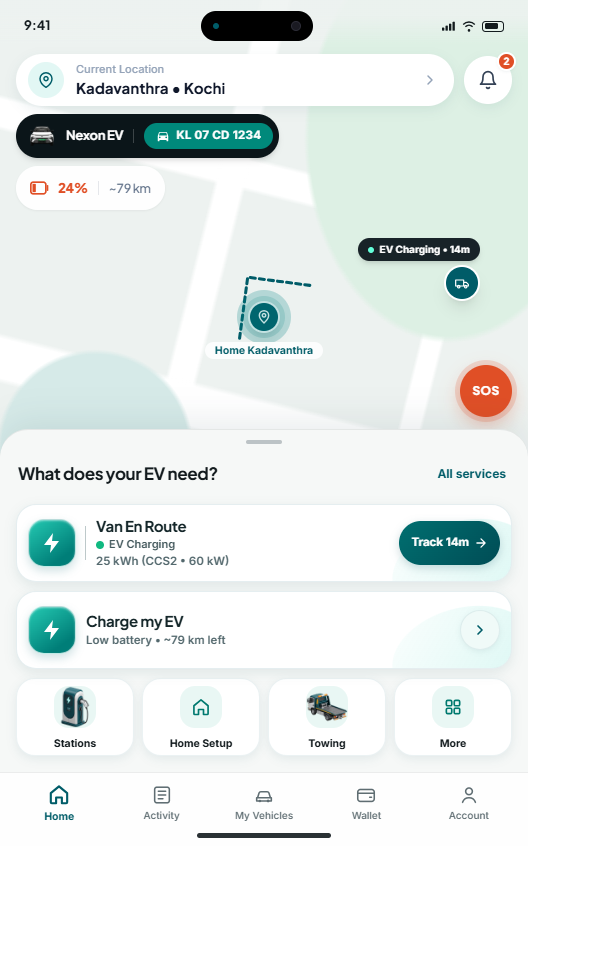 9:41
Current Location
Kadavanthra • Kochi
2
Nexon EV
KL 07 CD 1234
24%
~79 km
EV Charging • 14m
Home Kadavanthra
SOS
What does your EV need?
All services
Van En Route
EV Charging
25 kWh (CCS2 • 60 kW)
Track 14m →
Charge my EV
Low battery • ~79 km left
Stations
Home Setup
Towing
More
Home
Activity
My Vehicles
Wallet
Account